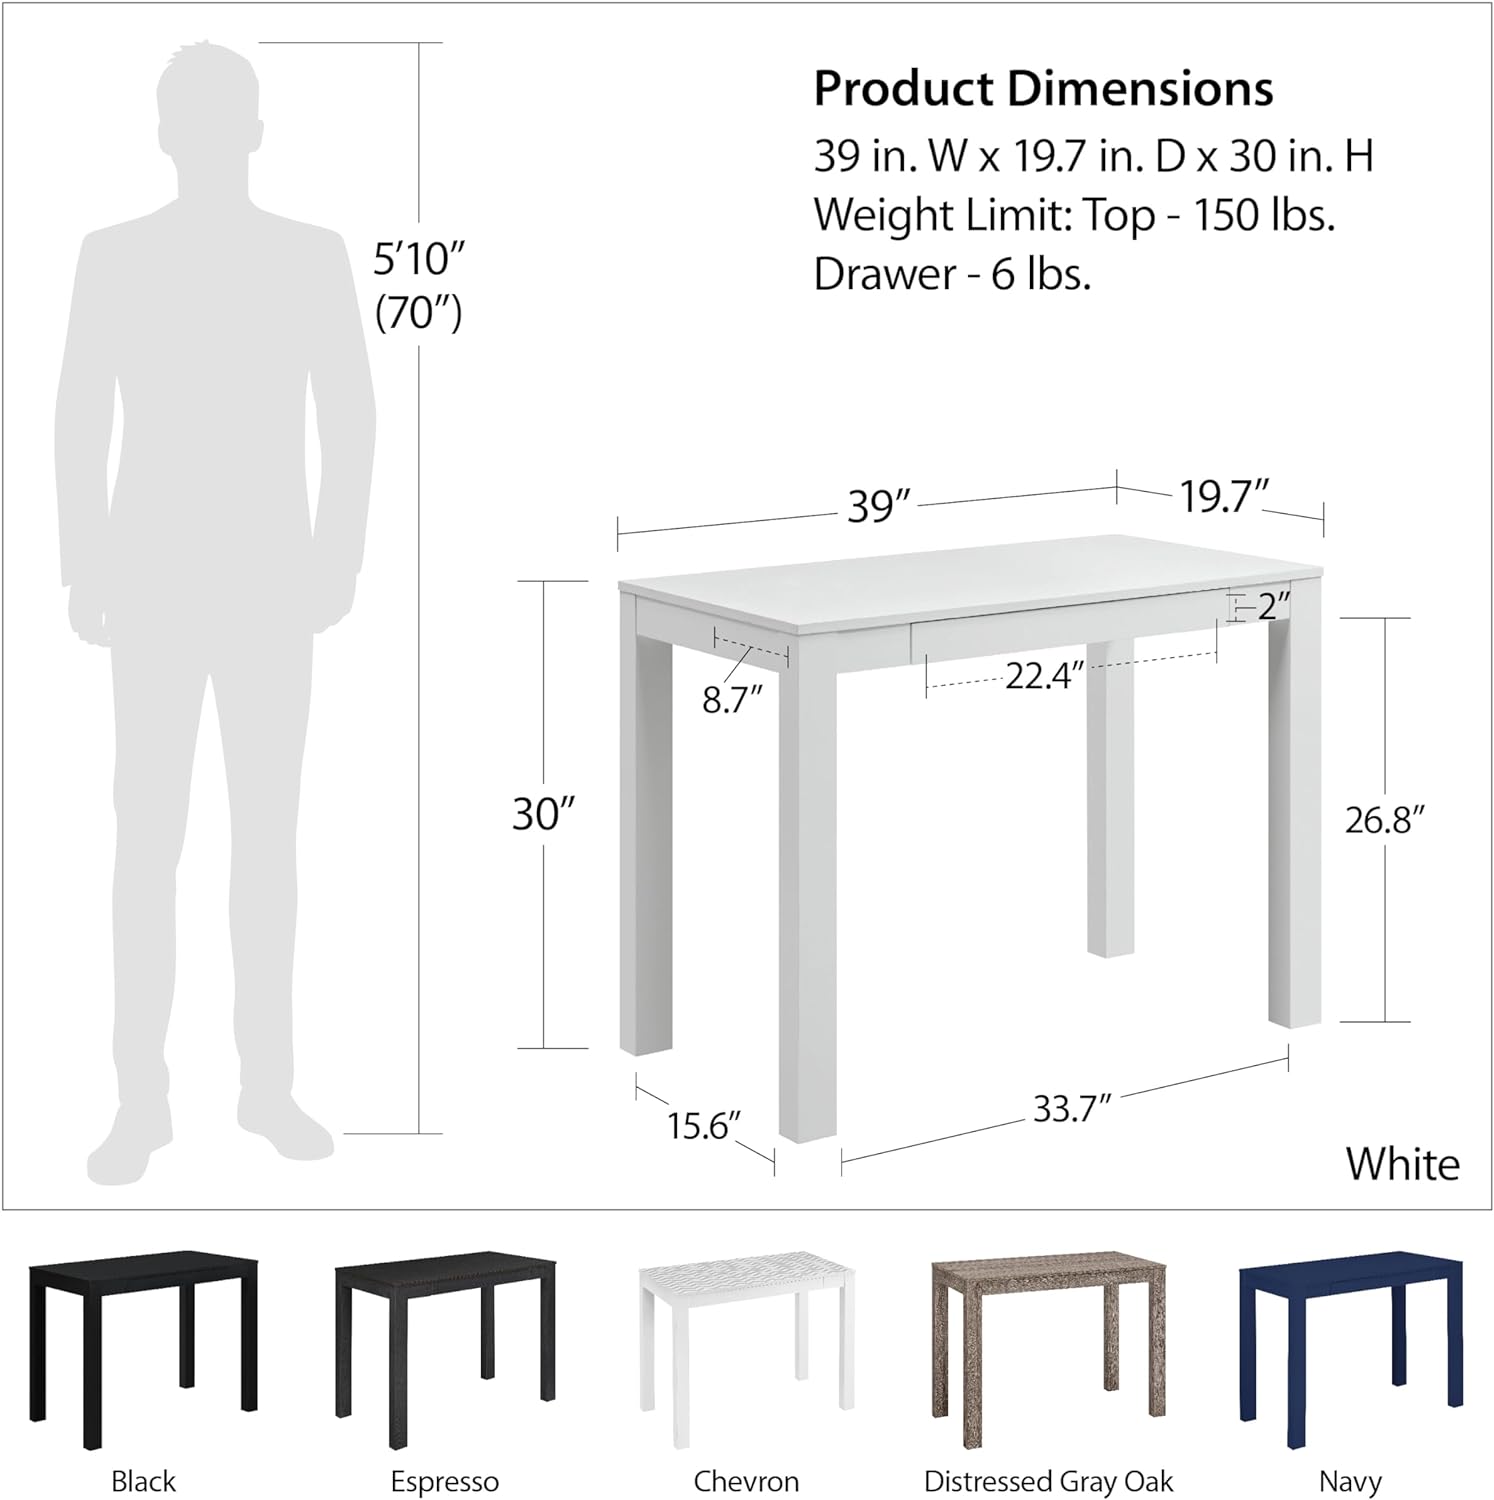 Product Dimensions
39 in. W x 19.7 in. D x 30 in. H
Weight Limit: Top - 150 lbs.
Drawer - 6 lbs.
5’10”
(70”)
39”
19.7”
2”
22.4”
8.7”
30”
26.8”
15.6”
33.7”
White
Black
Espresso
Chevron
Distressed Gray Oak
Navy